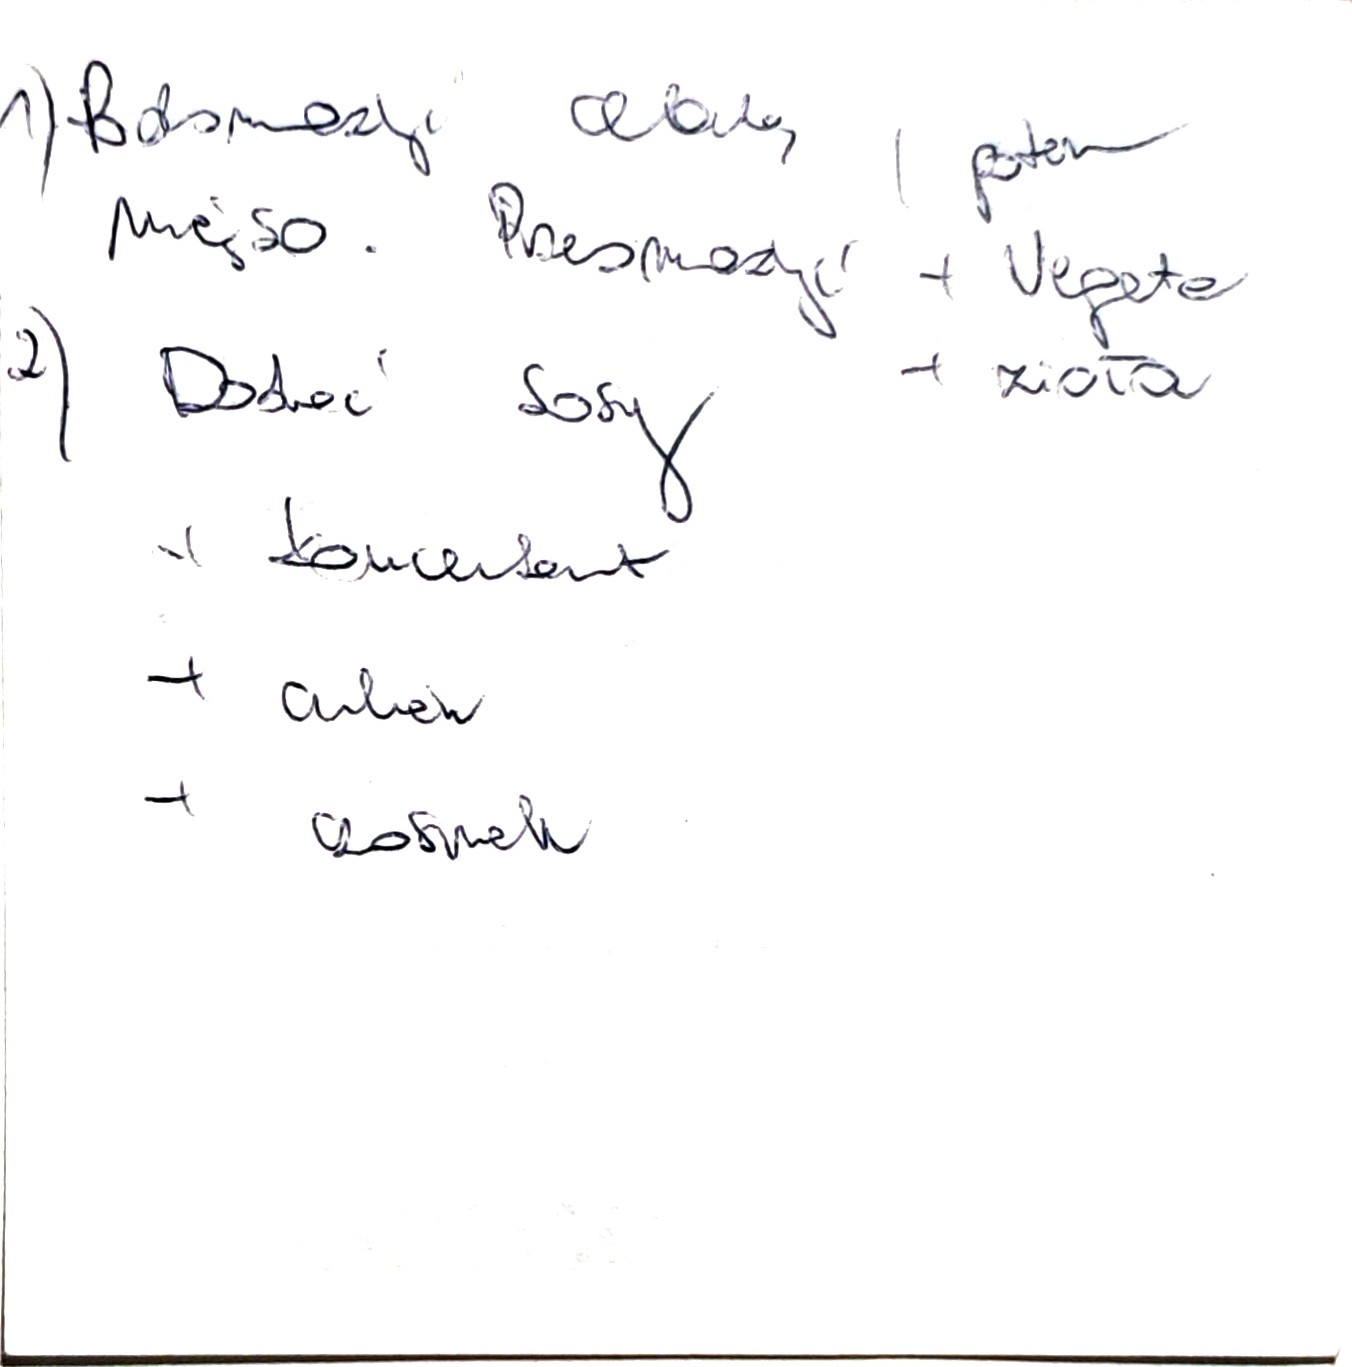 1) Podsmażyć cebulę, potem
mięso. Przesmażyć + Vegeta
+ zioła
2) Dodać sosy
+ koncentrat
+ cukier
+ czosnek